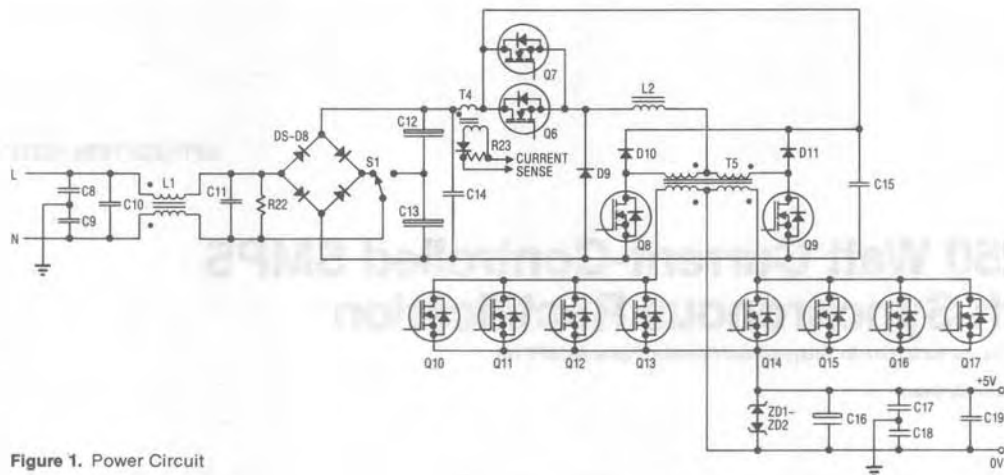 Q7
T4
L2
Q6
C12
DS-D8
R23
D10
D11
S1
CURRENT
SENSE
T5
L
L1
D9
C8
C11
C14
C15
C10
R22
C13
C9
Q8
Q9
N
Q10
Q11
Q12
Q13
Q14
Q15
Q16
Q17
+5V
ZD1-
ZD2
C16
C17
C19
C18
0V
Figure 1. Power Circuit